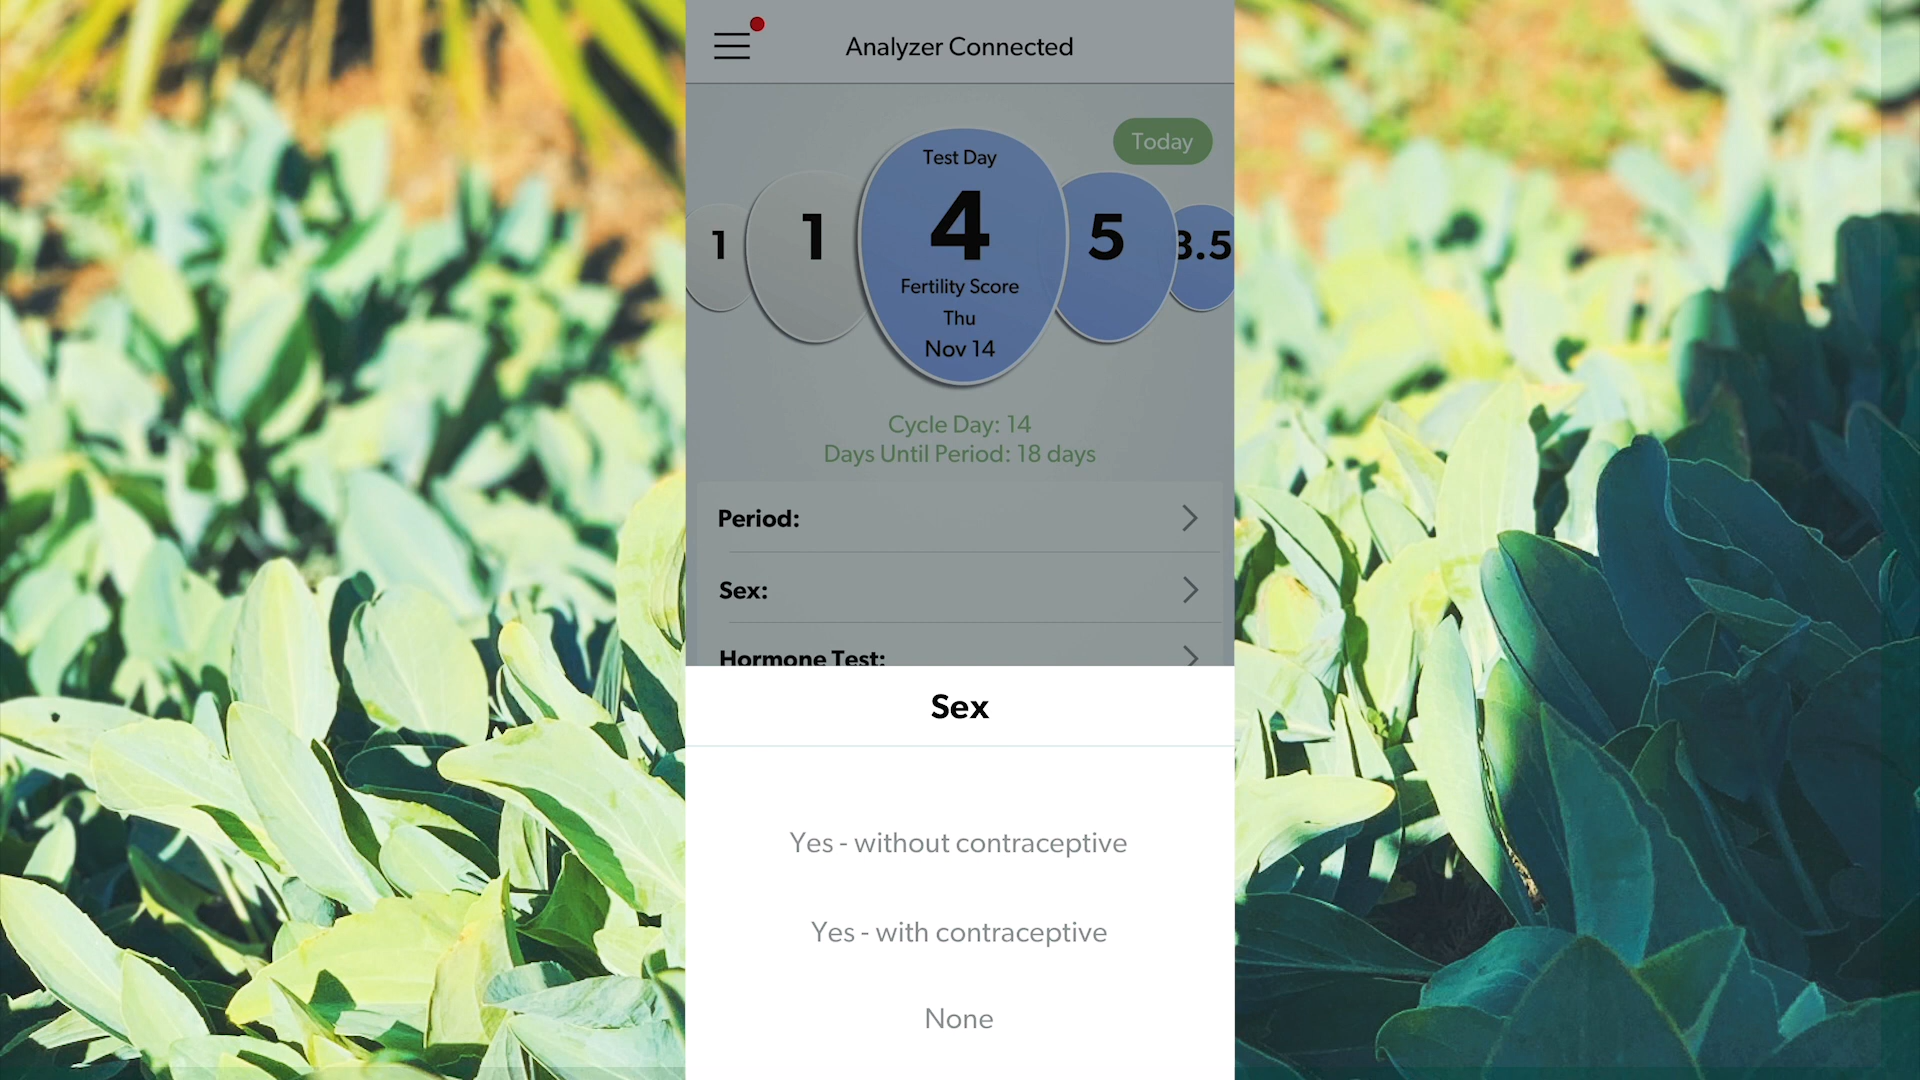 Analyzer Connected
Today
Test Day
1
1
4
5
3.5
Fertility Score
Thu
Nov 14
Cycle Day: 14
Days Until Period: 18 days
Period:
Sex:
Hormone Test:
Sex
Yes - without contraceptive
Yes - with contraceptive
None